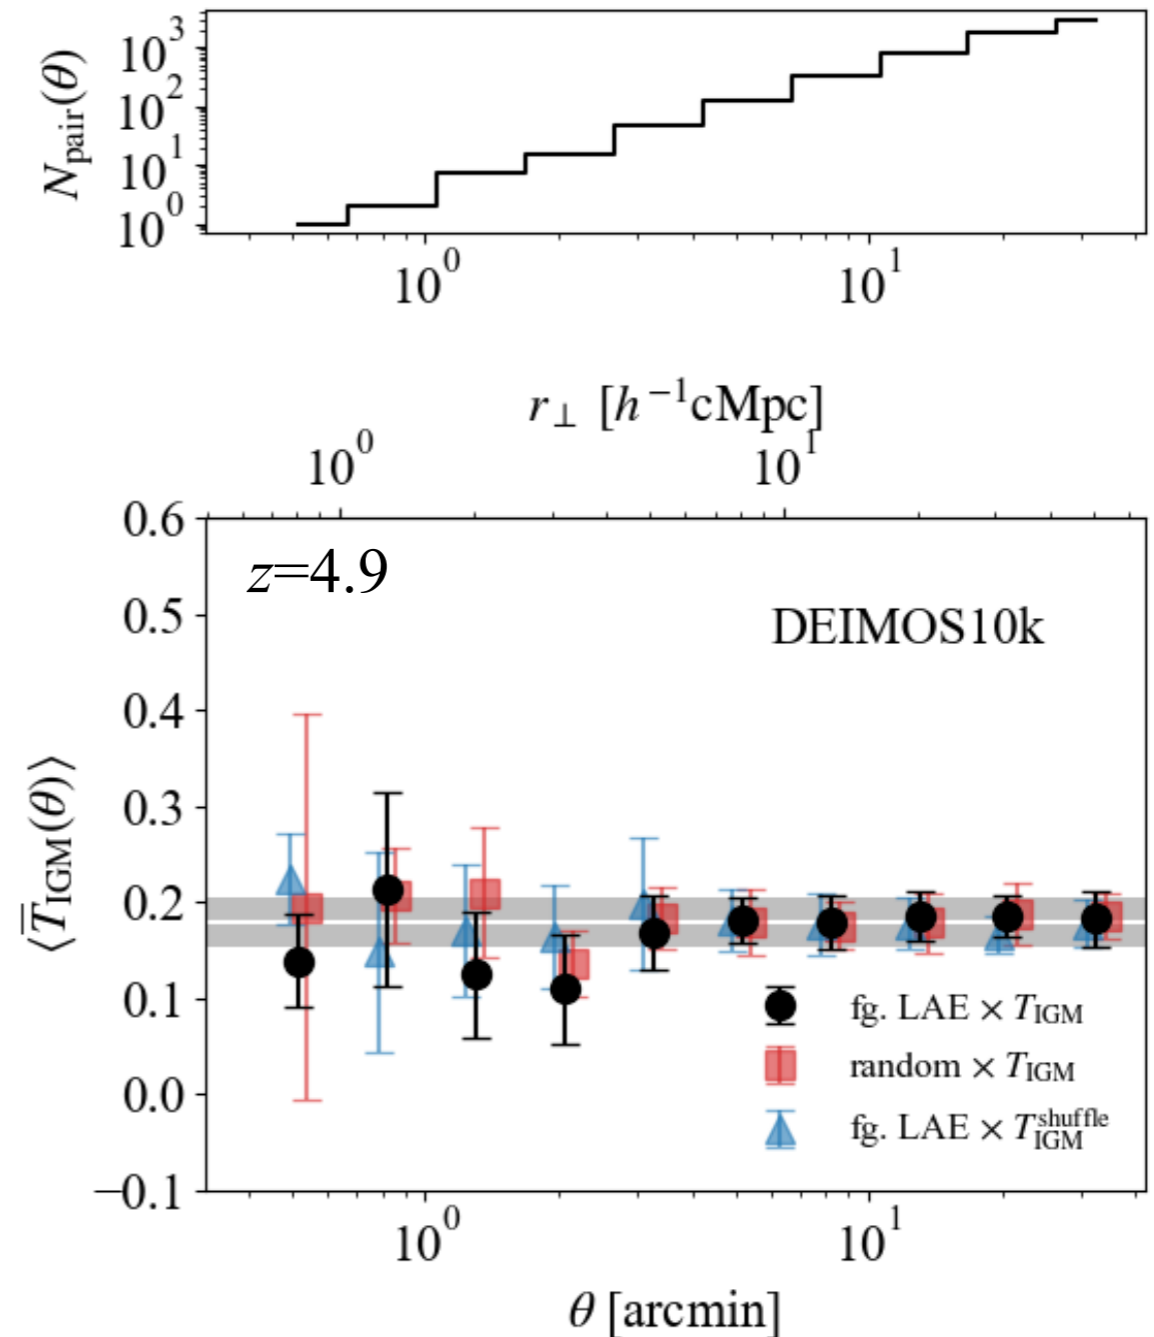 N_pair(θ)
10^3
10^2
10^1
10^0
10^0 10^1
r_⊥ [h^−1cMpc]
10^0 10^1
z=4.9
DEIMOS10k
⟨T̅_IGM(θ)⟩
0.6
0.5
0.4
0.3
0.2
0.1
0.0
−0.1
fg. LAE × T_IGM
random × T_IGM
fg. LAE × T_IGM^shuffle
10^0 10^1
θ [arcmin]